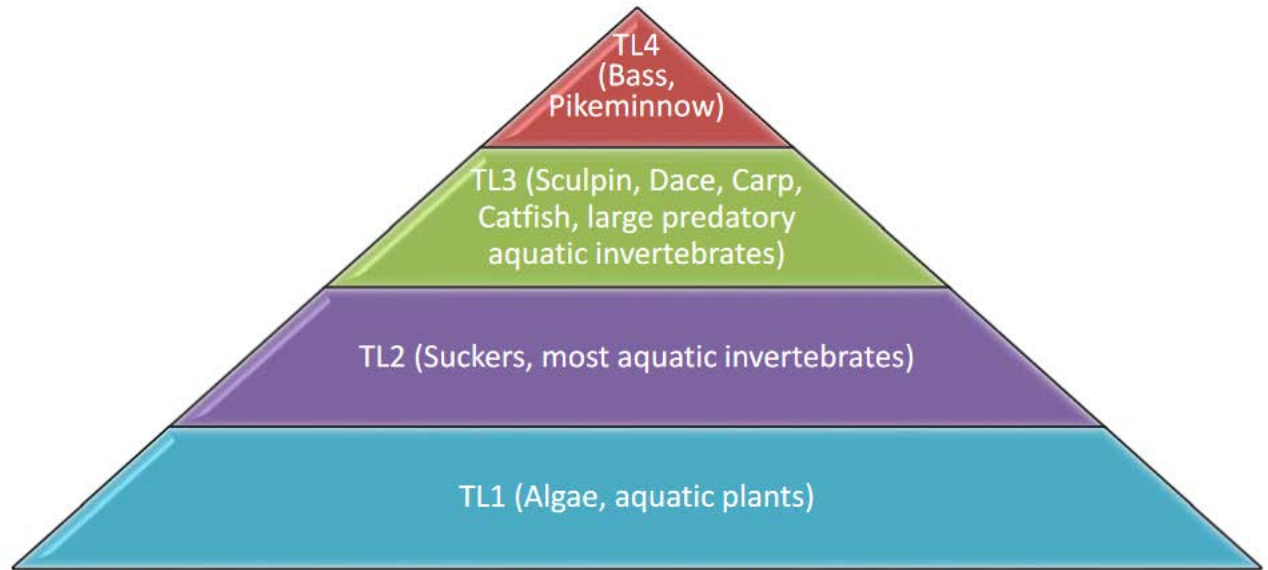 TL4
(Bass,
Pikeminnow)
TL3 (Sculpin, Dace, Carp,
Catfish, large predatory
aquatic invertebrates)
TL2 (Suckers, most aquatic invertebrates)
TL1 (Algae, aquatic plants)